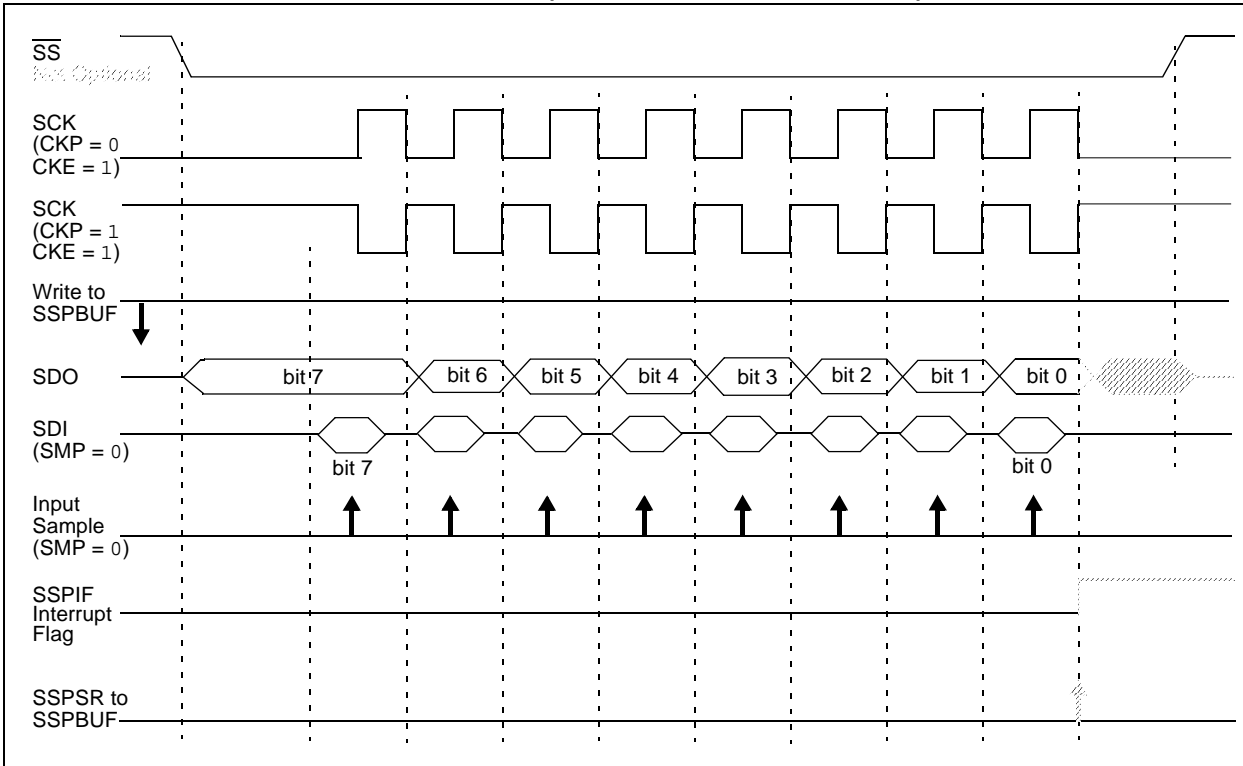 SS
Not Optional
SCK
(CKP = 0
CKE = 1)
SCK
(CKP = 1
CKE = 1)
Write to
SSPBUF
SDO
bit 7
bit 6
bit 5
bit 4
bit 3
bit 2
bit 1
bit 0
SDI
(SMP = 0)
bit 7
bit 0
Input
Sample
(SMP = 0)
SSPIF
Interrupt
Flag
SSPSR to
SSPBUF